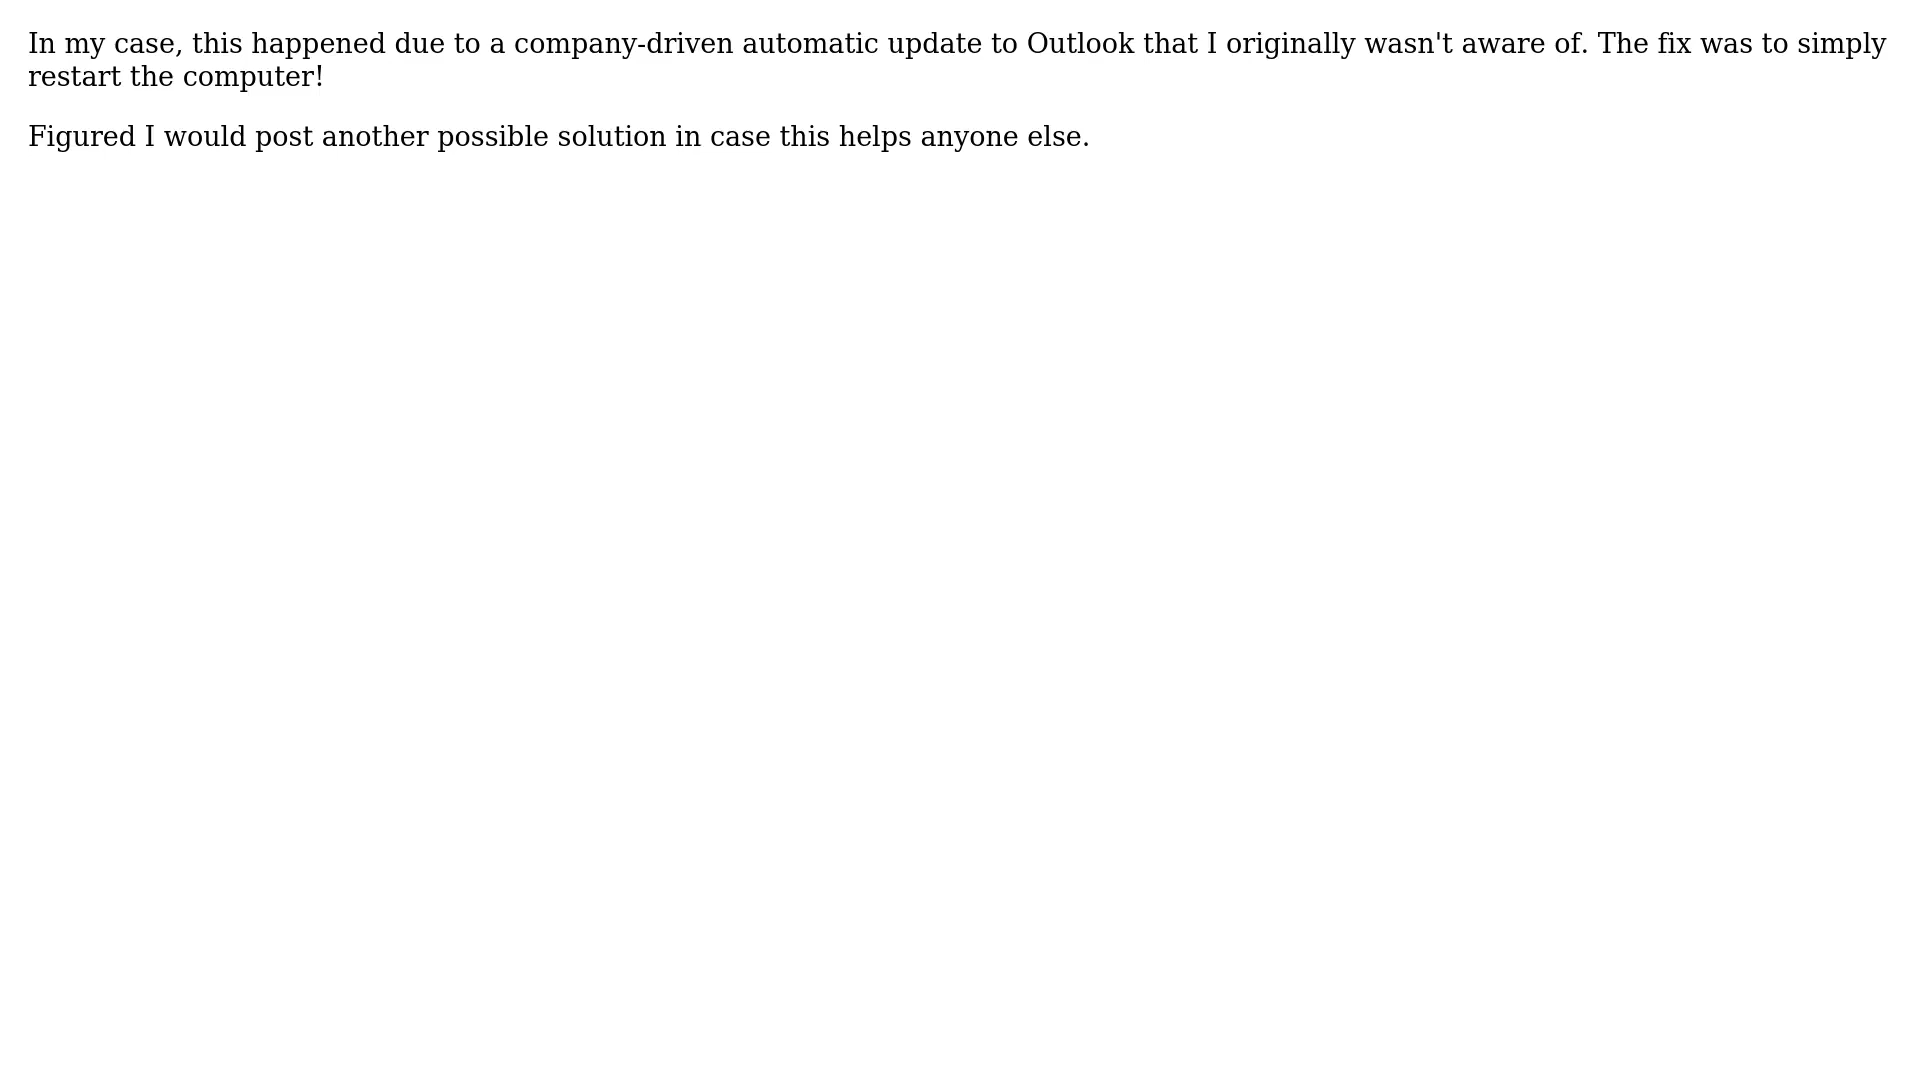 In my case, this happened due to a company-driven automatic update to Outlook that I originally wasn't aware of. The fix was to simply
restart the computer!
Figured I would post another possible solution in case this helps anyone else.